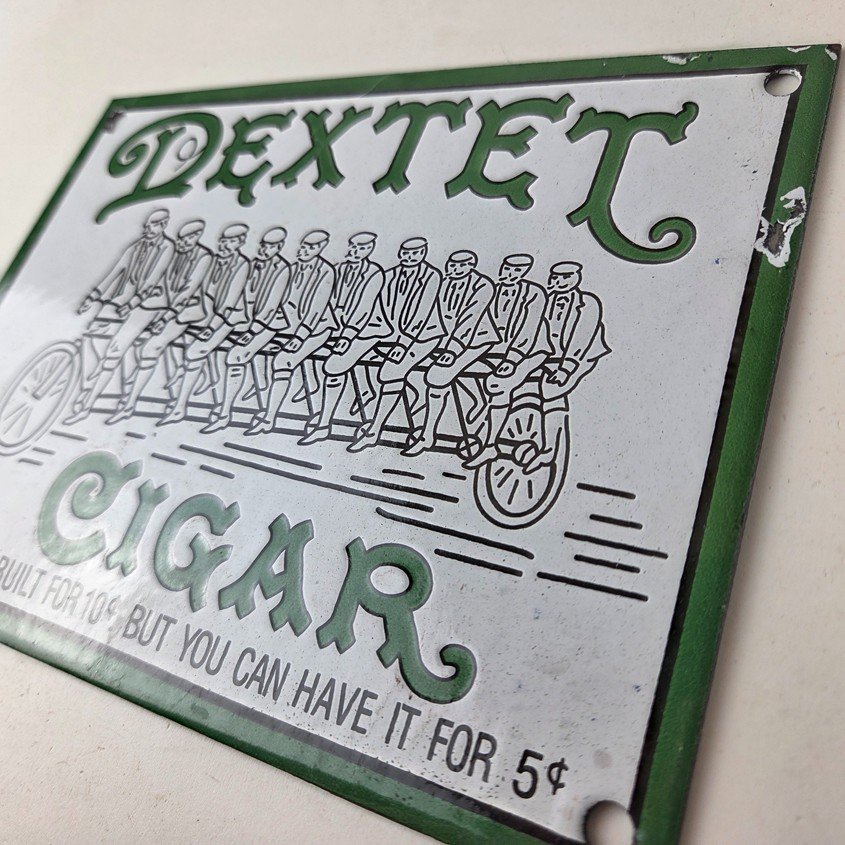 DEXTET
CIGAR
BUILT FOR 10¢ BUT YOU CAN HAVE IT FOR 5¢